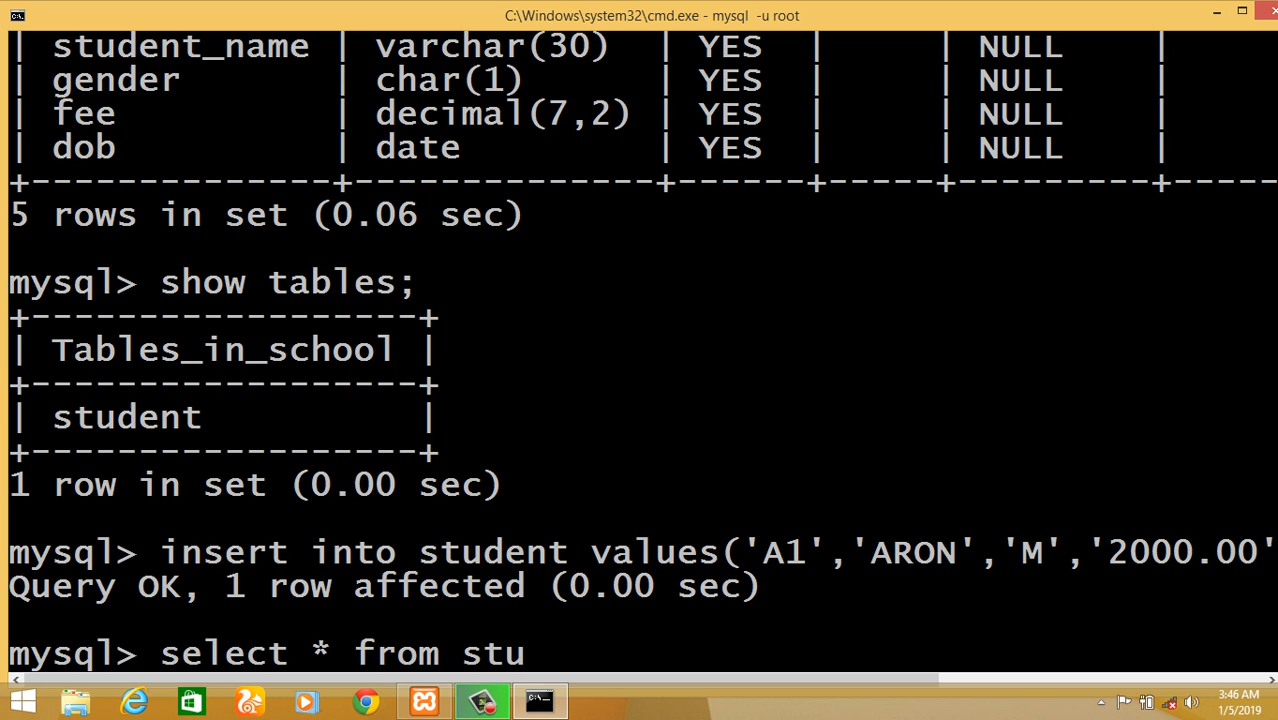 C:\Windows\system32\cmd.exe - mysql -u root
| student_name | varchar(30) | YES | | NULL |
| gender | char(1) | YES | | NULL |
| fee | decimal(7,2) | YES | | NULL |
| dob | date | YES | | NULL |
+--------------+--------------+------+-----+---------+-----
5 rows in set (0.06 sec)
mysql> show tables;
+------------------+
| Tables_in_school |
+------------------+
| student |
+------------------+
1 row in set (0.00 sec)
mysql> insert into student values('A1','ARON','M','2000.00'
Query OK, 1 row affected (0.00 sec)
mysql> select * from stu
3:46 AM
1/5/2019